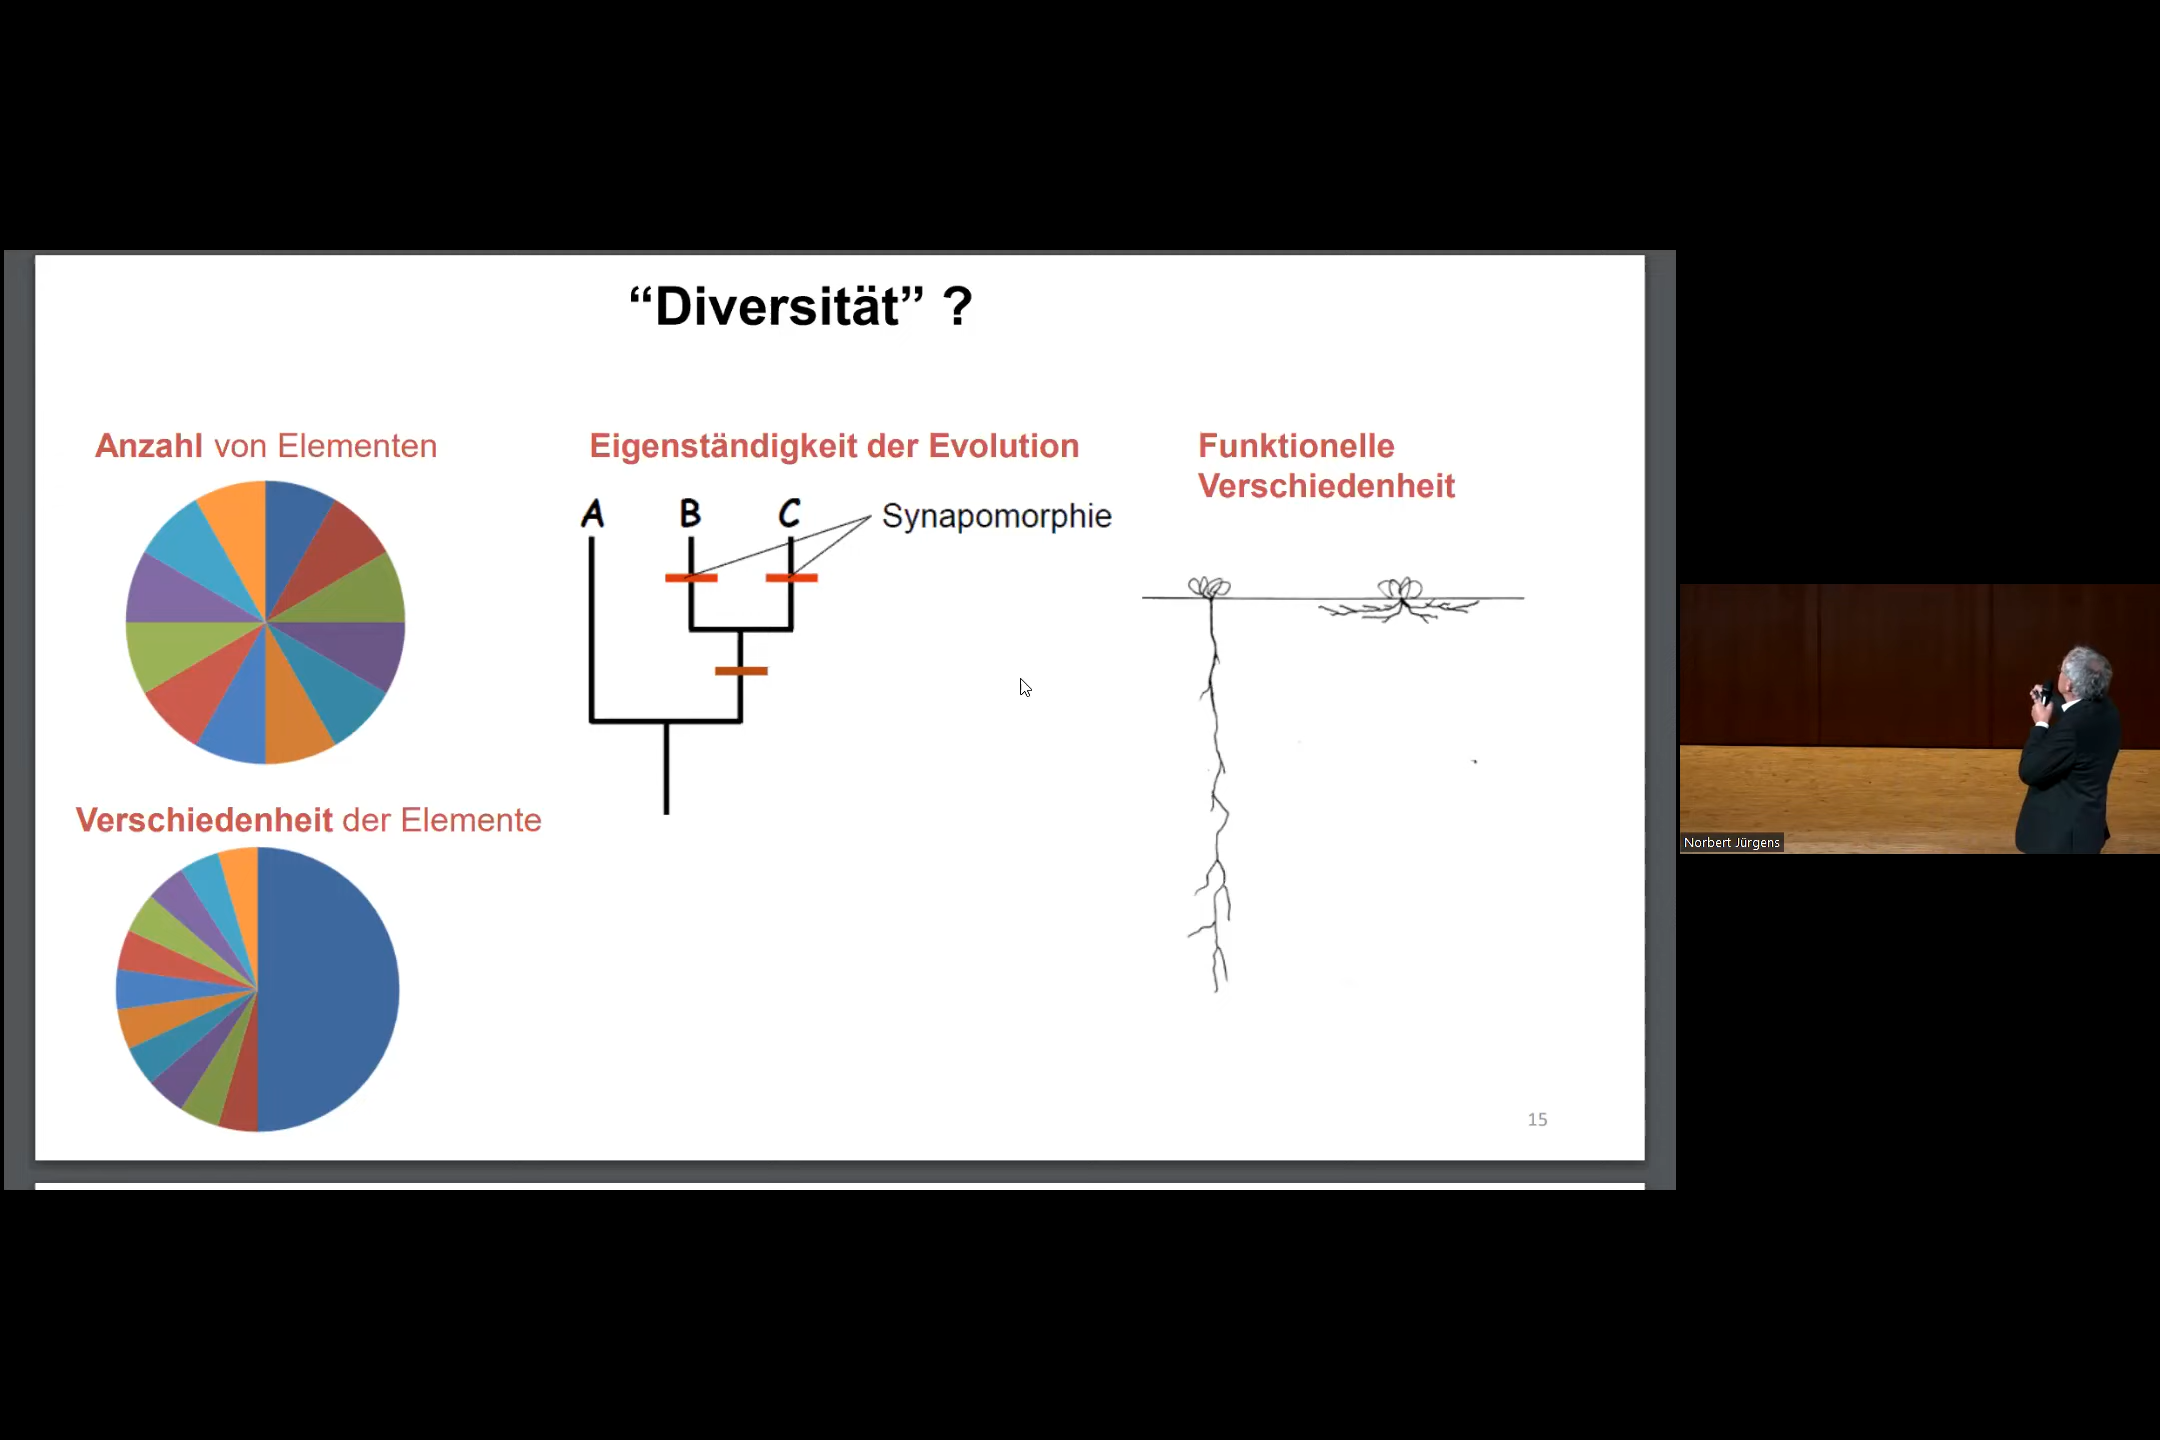 “Diversität” ?
Anzahl von Elementen
Verschiedenheit der Elemente
Eigenständigkeit der Evolution
A B C
Synapomorphie
Funktionelle
Verschiedenheit
15
Norbert Jürgens